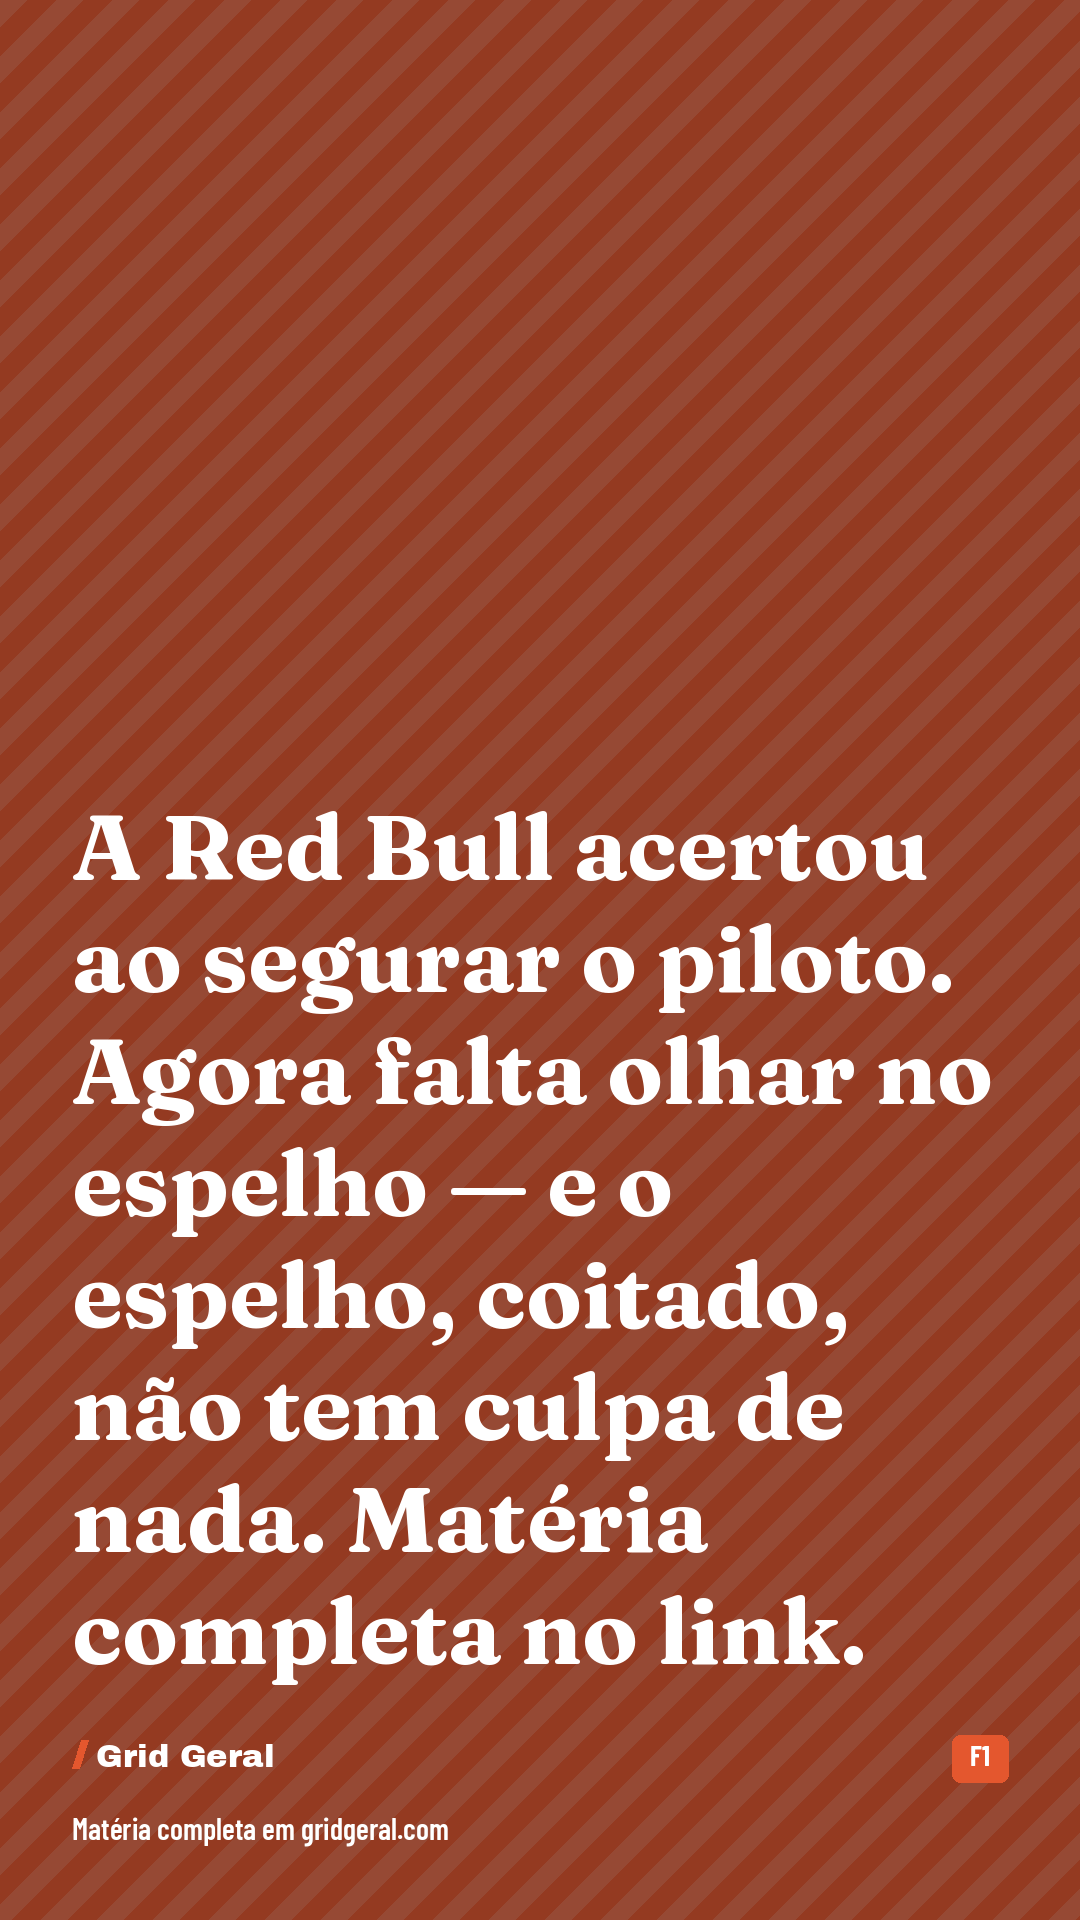 A Red Bull acertou
ao segurar o piloto.
Agora falta olhar no
espelho — e o
espelho, coitado,
não tem culpa de
nada. Matéria
completa no link.
Grid Geral
F1
Matéria completa em gridgeral.com